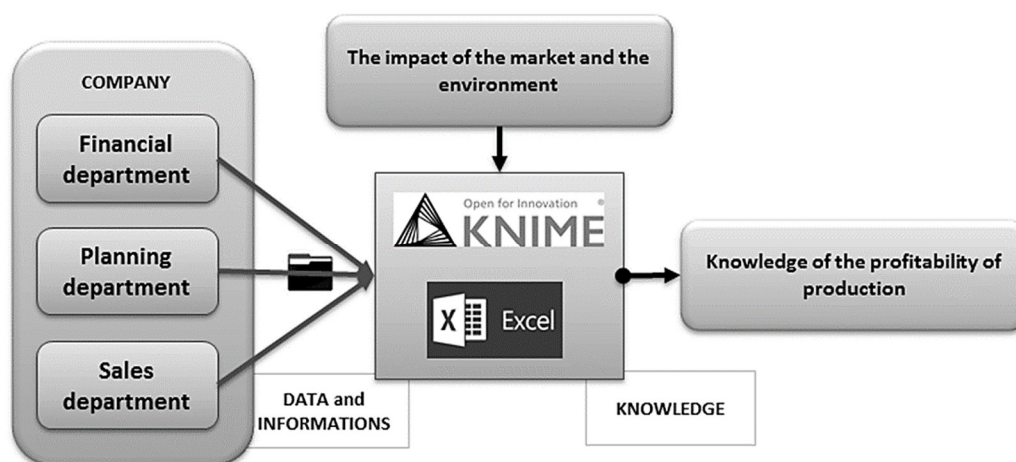 COMPANY
Financial
department
Planning
department
Sales
department
The impact of the market and the
environment
Open for Innovation ®
KNIME
X Excel
DATA and
INFORMATIONS
KNOWLEDGE
Knowledge of the profitability of
production